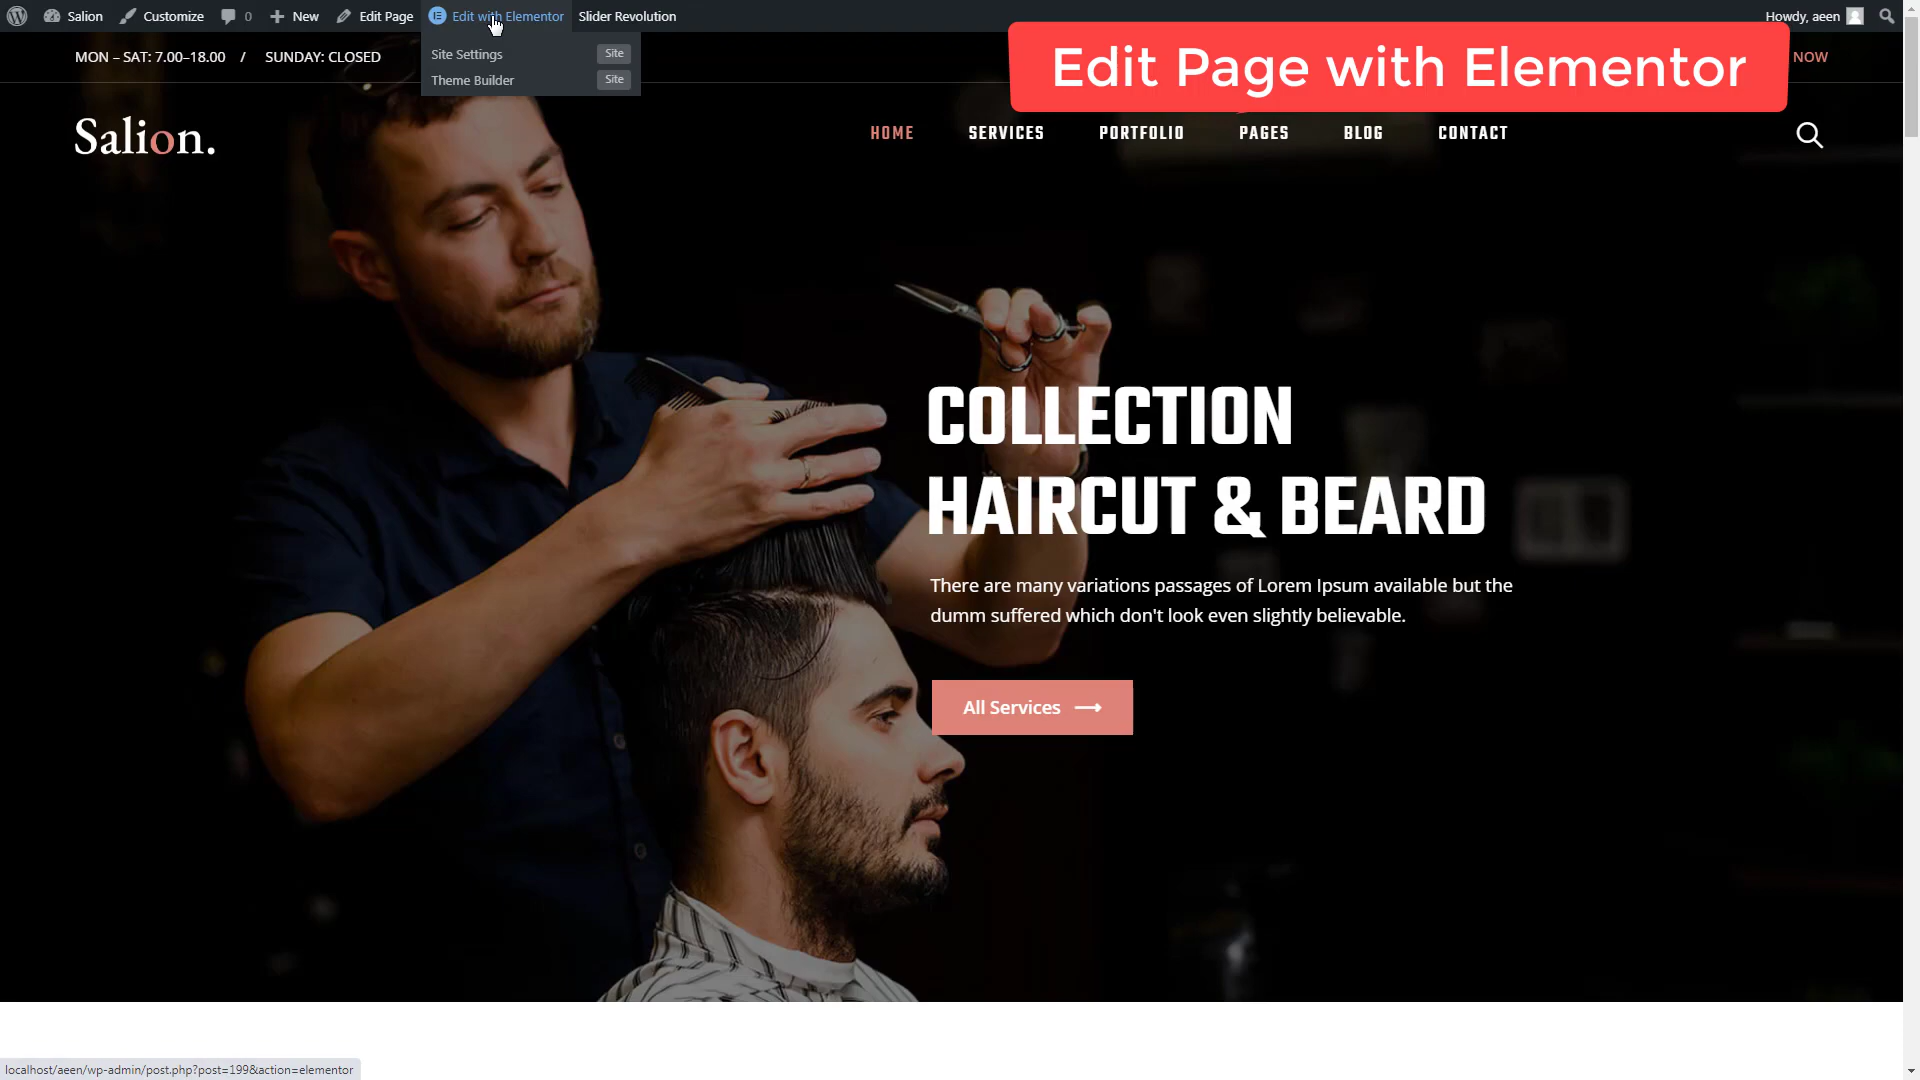 Salion Customize 0 New Edit Page Edit with Elementor Slider Revolution Howdy, aeen
Site Settings Site
Theme Builder Site
MON – SAT: 7.00–18.00 / SUNDAY: CLOSED
NOW
Edit Page with Elementor
Salion.
HOME SERVICES PORTFOLIO PAGES BLOG CONTACT
COLLECTION
HAIRCUT & BEARD
There are many variations passages of Lorem Ipsum available but the
dumm suffered which don't look even slightly believable.
All Services
localhost/aeen/wp-admin/post.php?post=199&action=elementor